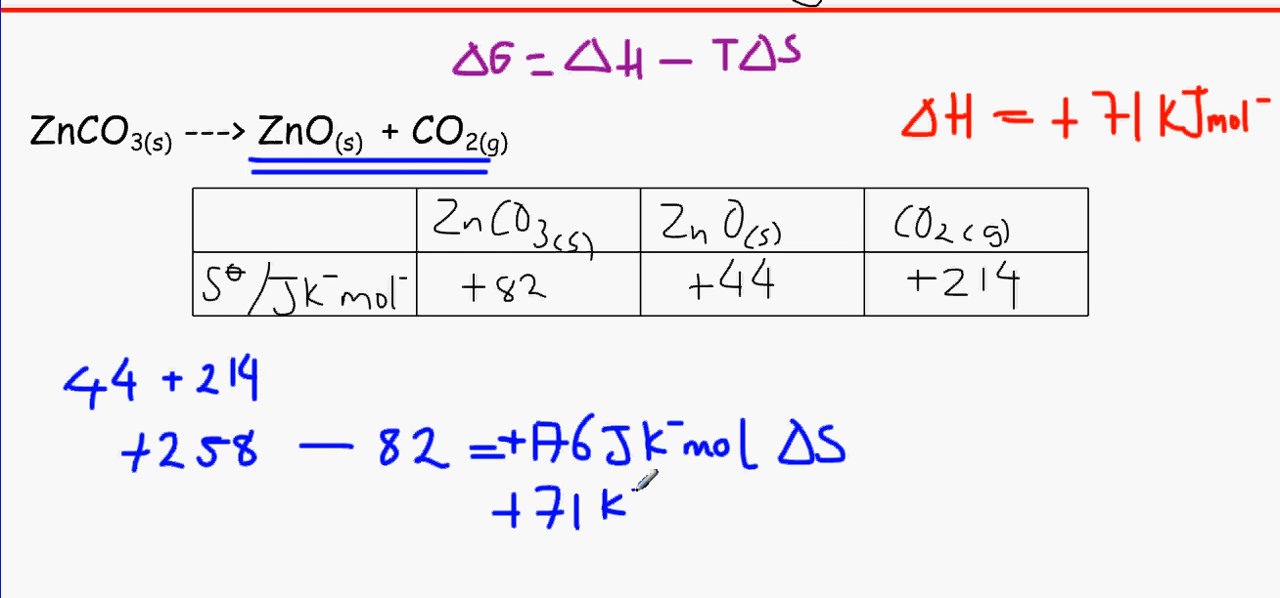 ΔG = ΔH - TΔS
ΔH = +71 kJmol⁻
ZnCO₃(s) ---> ZnO(s) + CO₂(g)
ZnCO₃(s) ZnO(s) CO₂(g)
S⊖/JK⁻mol⁻ +82 +44 +214
44 + 214
+258 - 82 = +176 JK⁻mol ΔS
+71 K